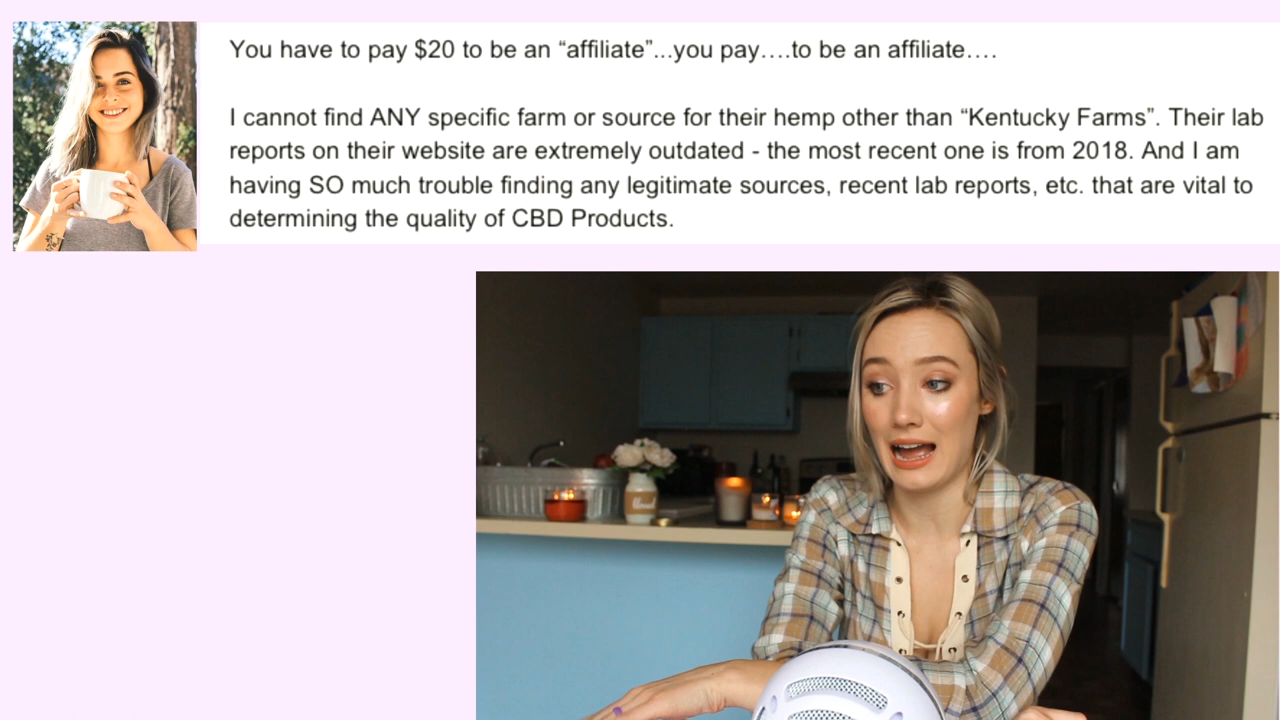 You have to pay $20 to be an “affiliate”...you pay….to be an affiliate….
I cannot find ANY specific farm or source for their hemp other than “Kentucky Farms”. Their lab
reports on their website are extremely outdated - the most recent one is from 2018. And I am
having SO much trouble finding any legitimate sources, recent lab reports, etc. that are vital to
determining the quality of CBD Products.